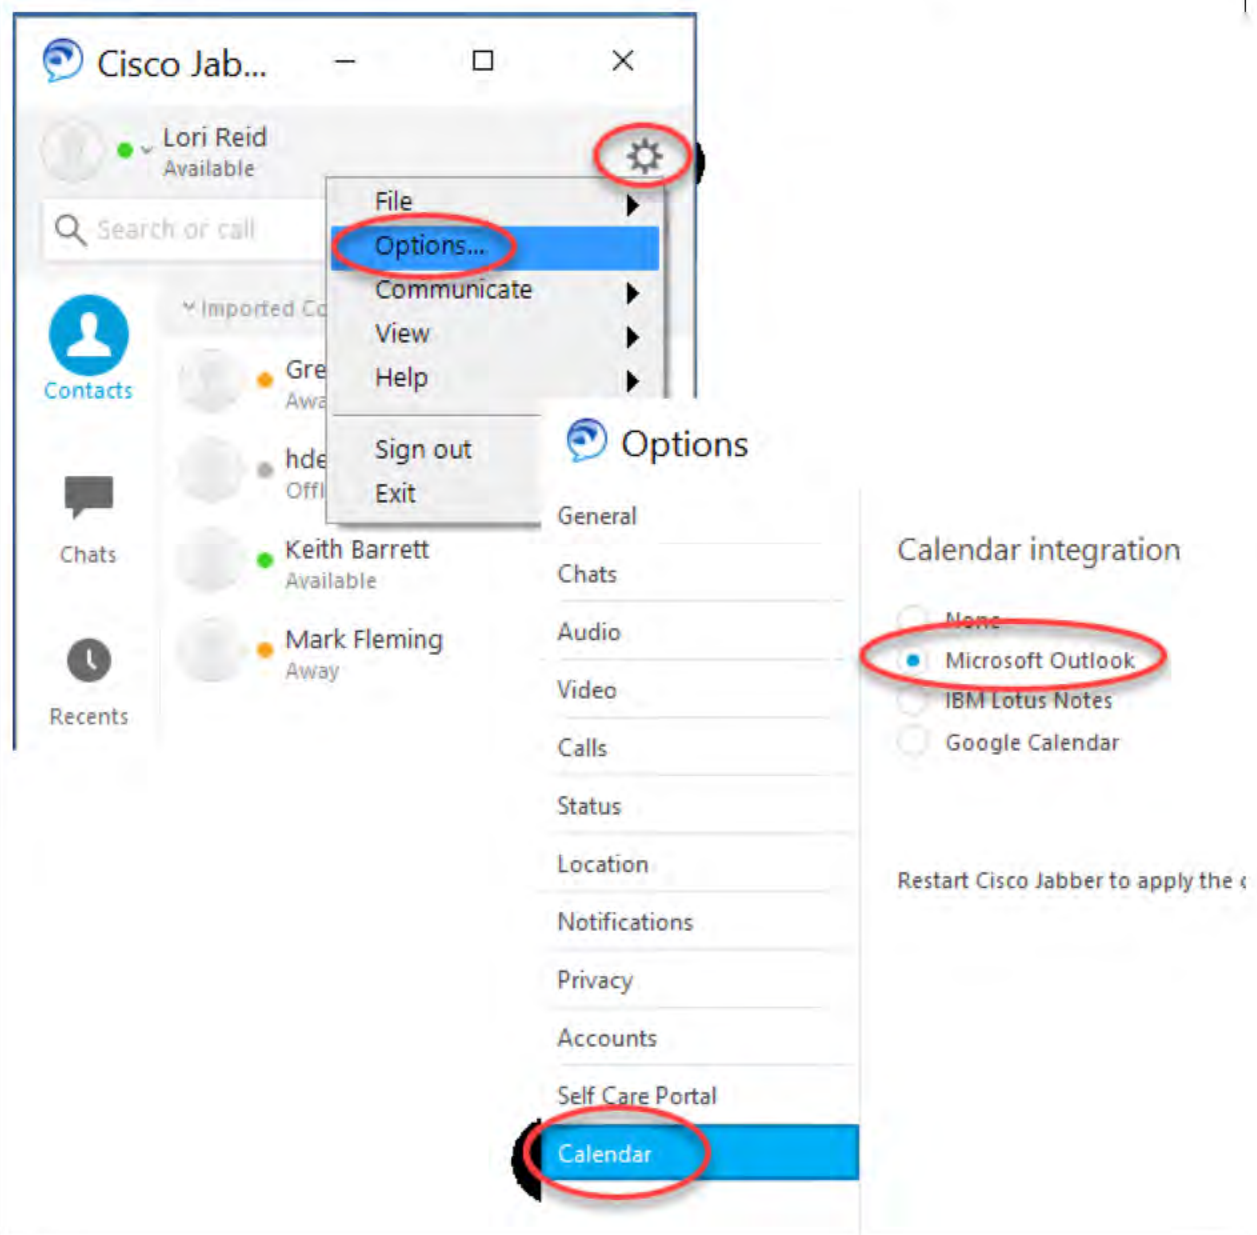 Cisco Jab...
Lori Reid
Available
Search or call
Imported Co
Contacts
Gre
Awa
hde
Offl
Keith Barrett
Available
Mark Fleming
Away
Chats
Recents
File
Options...
Communicate
View
Help
Sign out
Exit
Options
General
Chats
Audio
Video
Calls
Status
Location
Notifications
Privacy
Accounts
Self Care Portal
Calendar
Calendar integration
None
Microsoft Outlook
IBM Lotus Notes
Google Calendar
Restart Cisco Jabber to apply the